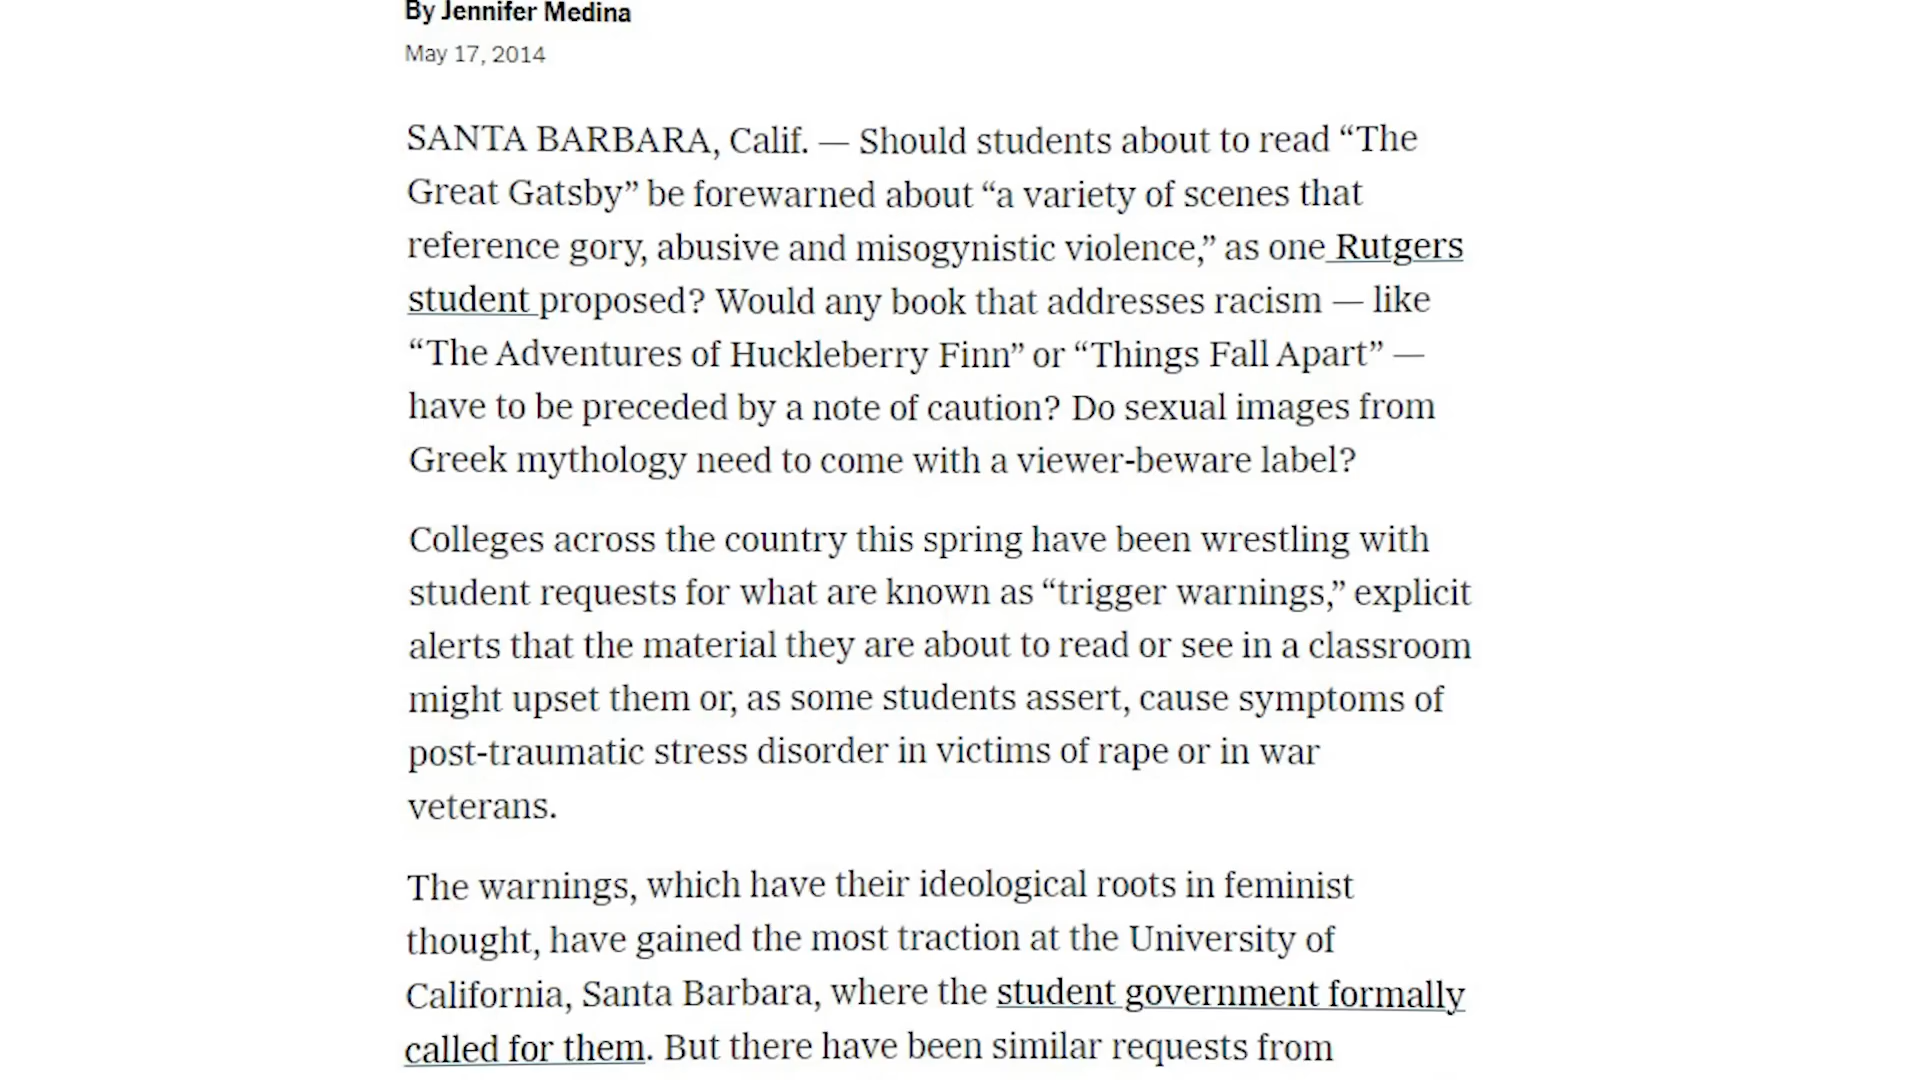 By Jennifer Medina
May 17, 2014
SANTA BARBARA, Calif. — Should students about to read “The
Great Gatsby” be forewarned about “a variety of scenes that
reference gory, abusive and misogynistic violence,” as one Rutgers
student proposed? Would any book that addresses racism — like
“The Adventures of Huckleberry Finn” or “Things Fall Apart” —
have to be preceded by a note of caution? Do sexual images from
Greek mythology need to come with a viewer-beware label?
Colleges across the country this spring have been wrestling with
student requests for what are known as “trigger warnings,” explicit
alerts that the material they are about to read or see in a classroom
might upset them or, as some students assert, cause symptoms of
post-traumatic stress disorder in victims of rape or in war
veterans.
The warnings, which have their ideological roots in feminist
thought, have gained the most traction at the University of
California, Santa Barbara, where the student government formally
called for them. But there have been similar requests from